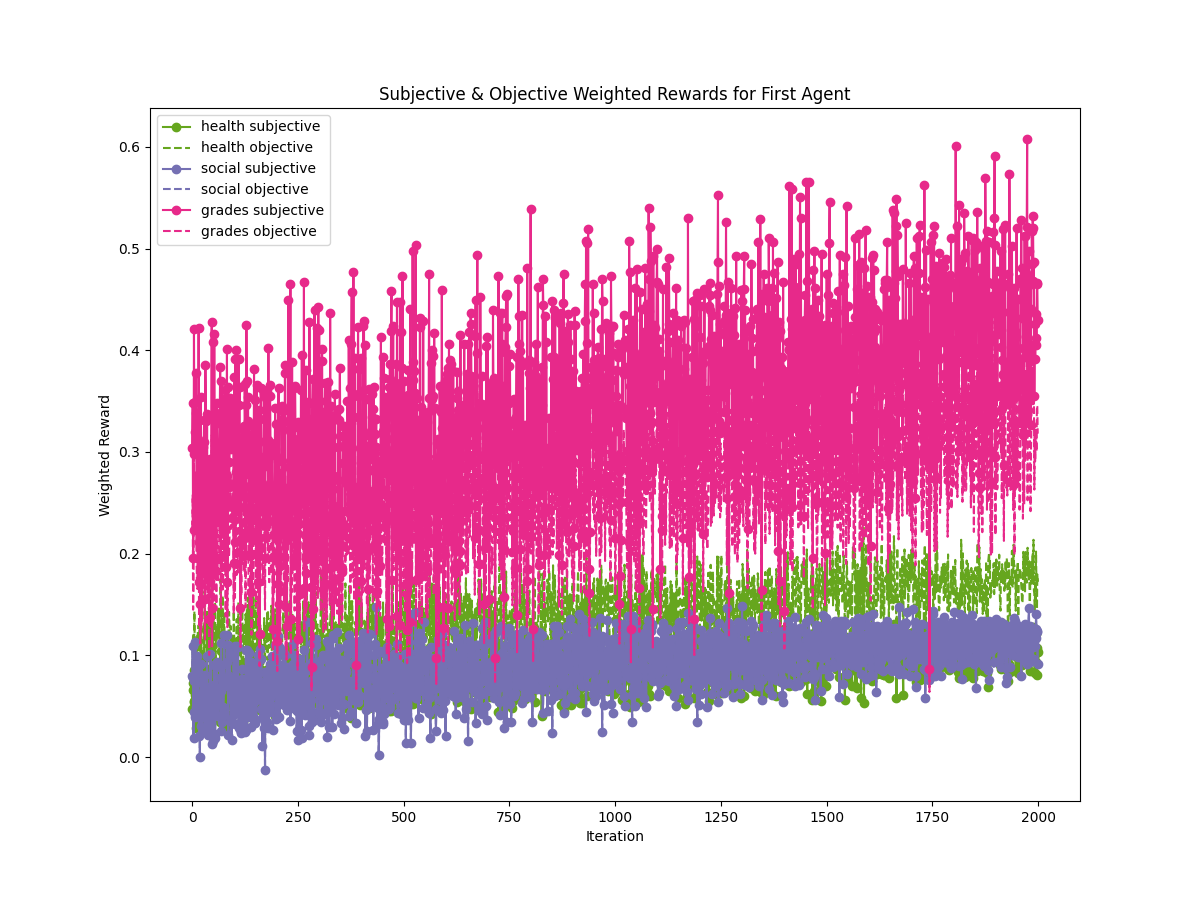 Subjective & Objective Weighted Rewards for First Agent
health subjective
health objective
social subjective
social objective
grades subjective
grades objective
Weighted Reward
0.6
0.5
0.4
0.3
0.2
0.1
0.0
0 250 500 750 1000 1250 1500 1750 2000
Iteration